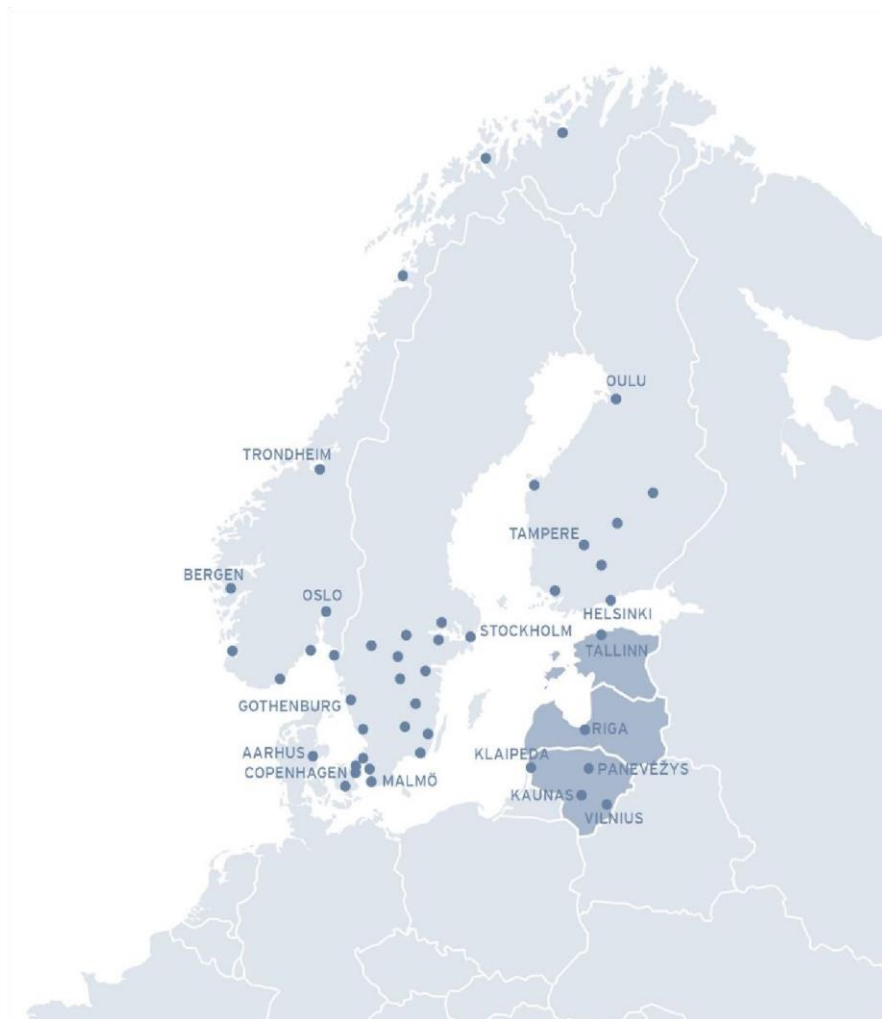 OULU
TRONDHEIM
TAMPERE
BERGEN
OSLO
HELSINKI
STOCKHOLM
TALLINN
GOTHENBURG
RIGA
AARHUS
KLAIPEDA
COPENHAGEN
PANEVĖŽYS
MALMÖ
KAUNAS
VILNIUS